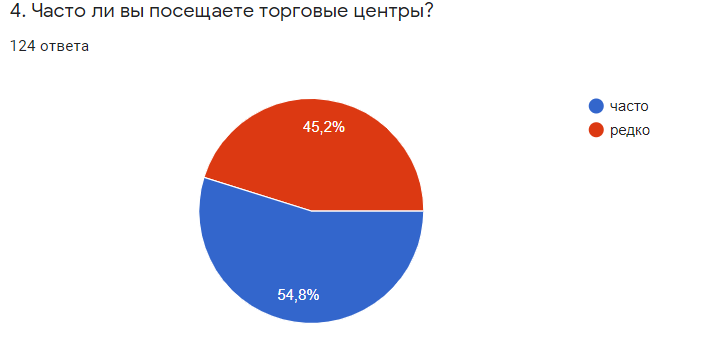 4. Часто ли вы посещаете торговые центры?
124 ответа
часто
редко
45,2%
54,8%